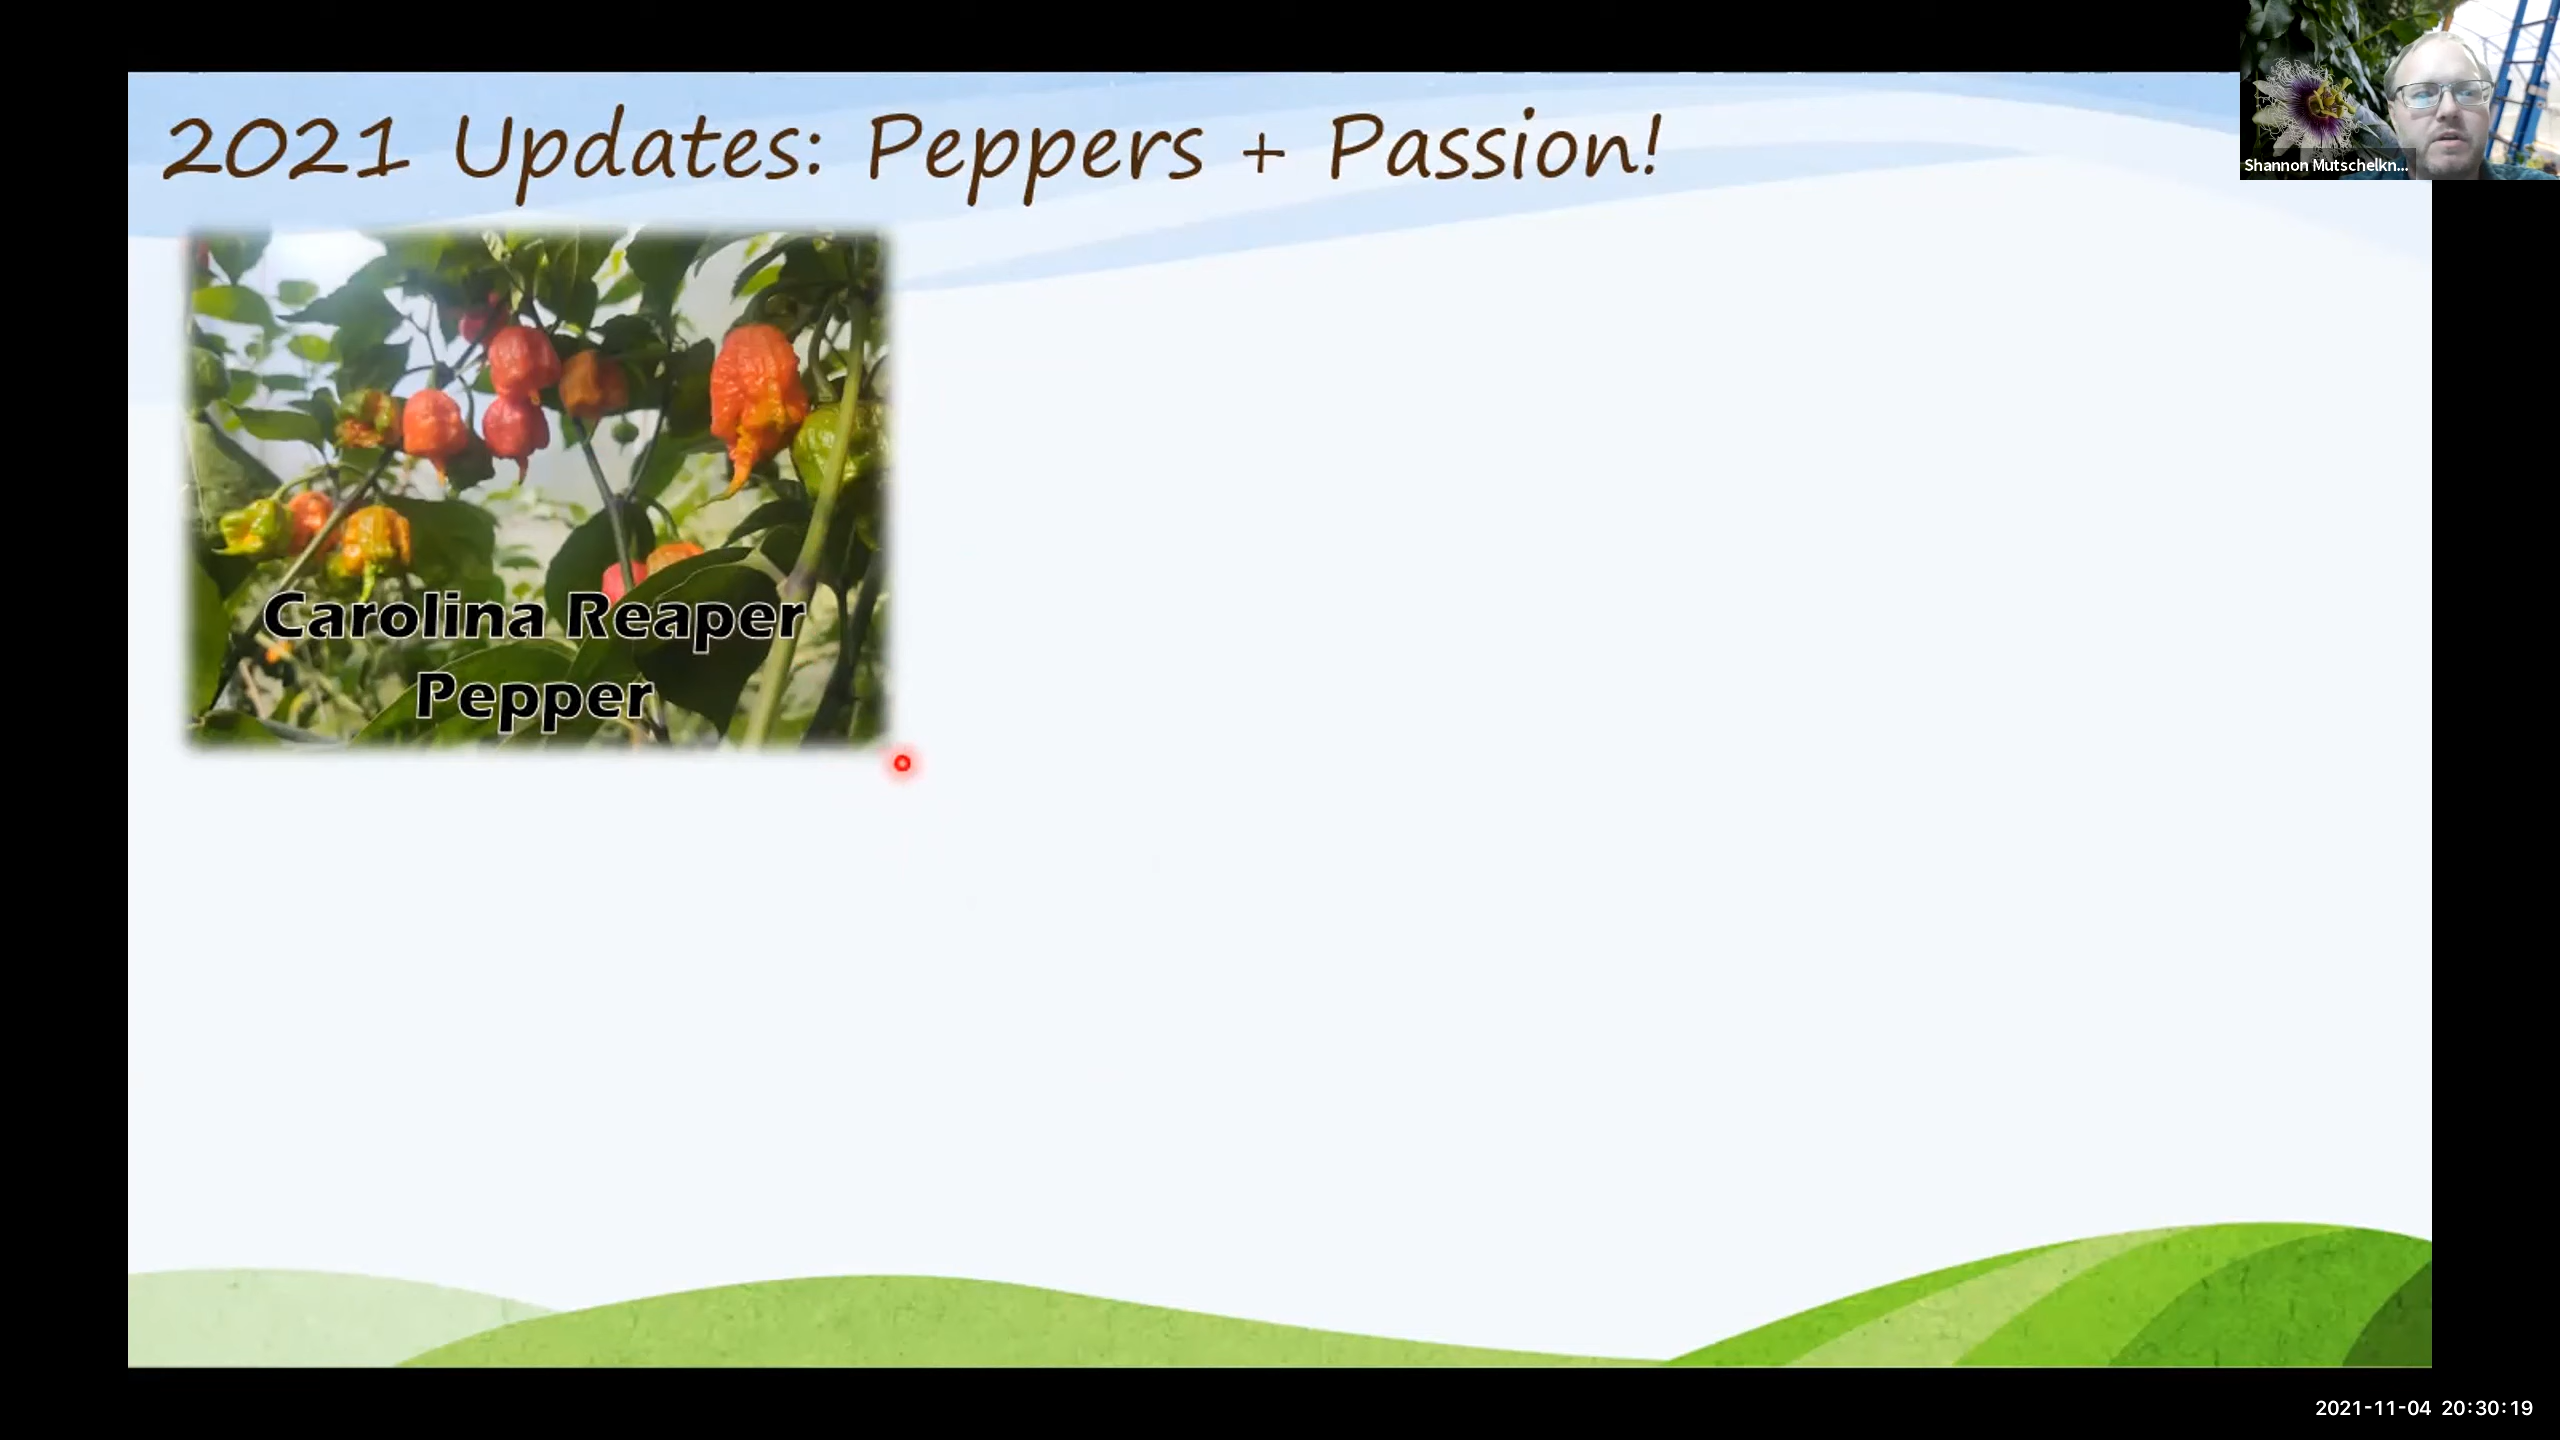 2021 Updates: Peppers + Passion!
Shannon Mutschelkn...
Carolina Reaper
Pepper
2021-11-04 20:30:19